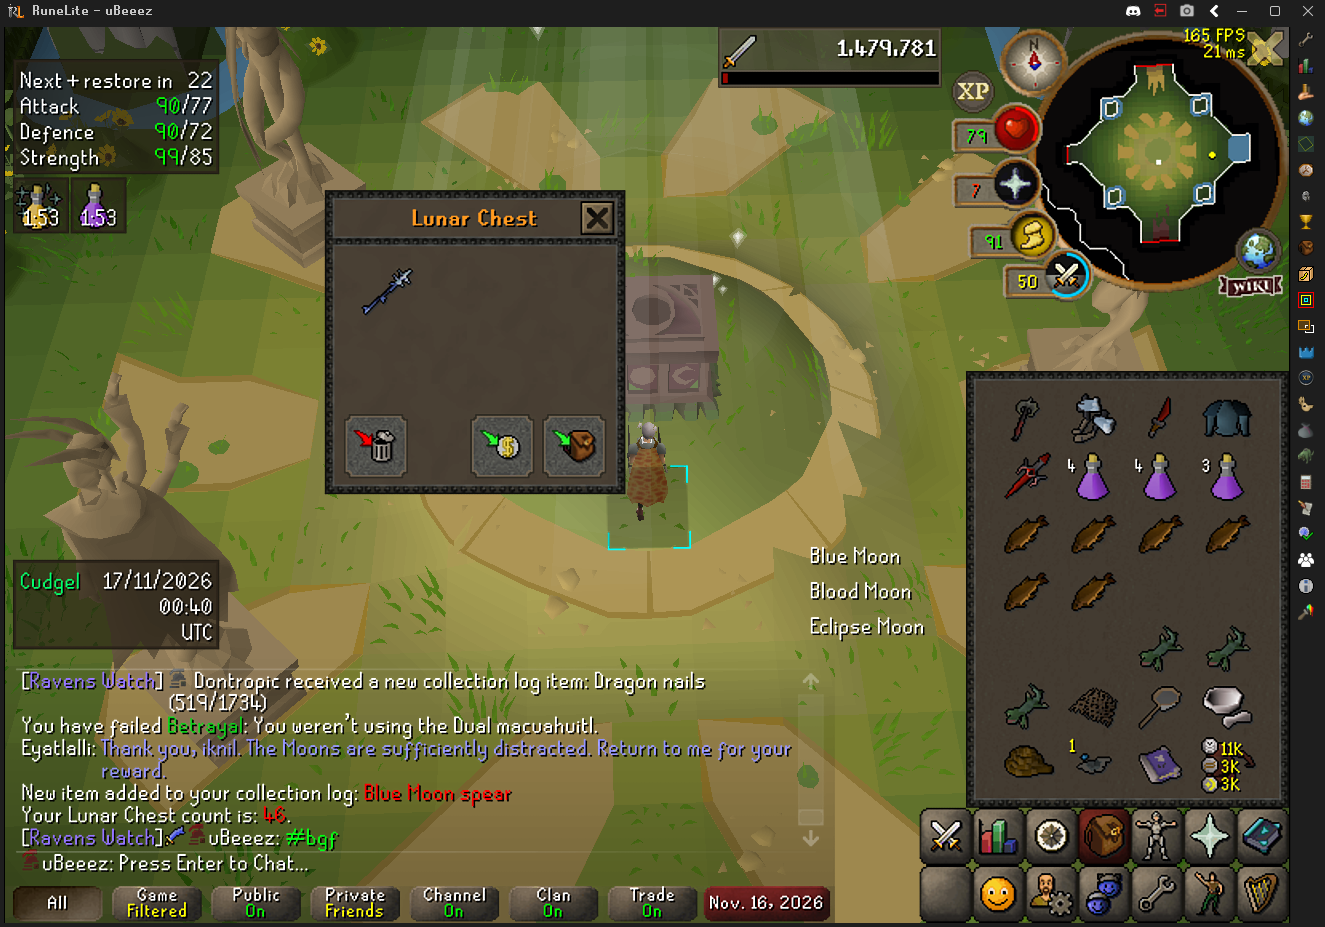 RuneLite - uBeeez
Next + restore in 22
Attack 90/77
Defence 90/72
Strength 99/85
1:53 1:53
1,479,781
XP
165 FPS
21 ms
N
79
7
91
50
WIKI
Lunar Chest
Blue Moon
Blood Moon
Eclipse Moon
4 4 3
1
11K
3K
3K
Cudgel 17/11/2026
00:40
UTC
[Ravens Watch] Dontropic received a new collection log item: Dragon nails
(519/1734)
You have failed Betrayal: You weren't using the Dual macuahuitl.
Eyatlalli: Thank you, iknil. The Moons are sufficiently distracted. Return to me for your
reward.
New item added to your collection log: Blue Moon spear
Your Lunar Chest count is: 46.
[Ravens Watch] uBeeez: #bgf
uBeeez: Press Enter to Chat...
All
Game
Filtered
Public
On
Private
Friends
Channel
On
Clan
On
Trade
On
Nov. 16, 2026